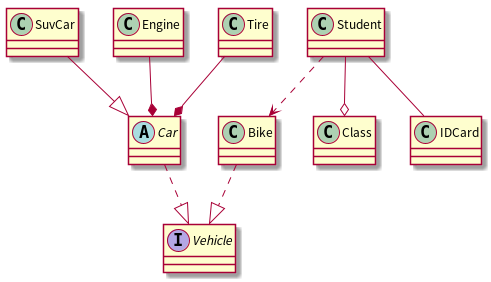 C SuvCar
C Engine
C Tire
C Student
A Car
C Bike
C Class
C IDCard
I Vehicle